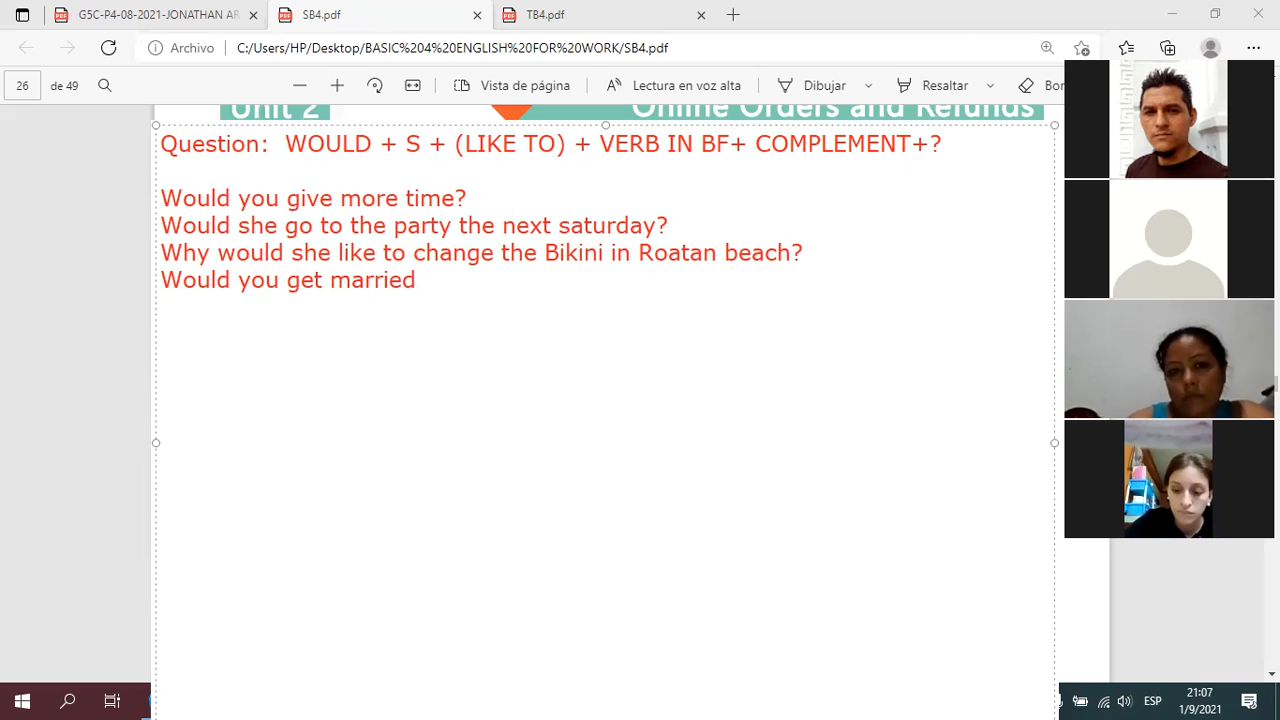 G5C-P4-08-2021-JONATHAN AR
SB4.pdf
TB4.pdf
Archivo
C:/Users/HP/Desktop/BASIC%204%20ENGLISH%20FOR%20WORK/SB4.pdf
26 de 49
Vista de página
Lectura en voz alta
Dibujar
Resaltar
Bor
Unit 2
Online Orders and Refunds
Question: WOULD + S + (LIKE TO) + VERB IN BF+ COMPLEMENT+?
Would you give more time?
Would she go to the party the next saturday?
Why would she like to change the Bikini in Roatan beach?
Would you get married
ESP
21:07
1/9/2021